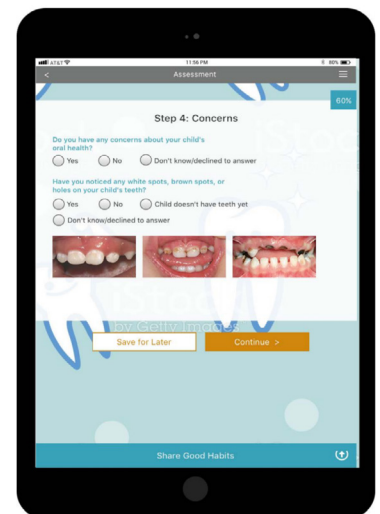 AT&T 11:56 PM 80%
< Assessment
60%
Step 4: Concerns
Do you have any concerns about your child's
oral health?
Yes No Don't know/declined to answer
Have you noticed any white spots, brown spots, or
holes on your child's teeth?
Yes No Child doesn't have teeth yet
Don't know/declined to answer
by Getty Images
Save for Later Continue >
Share Good Habits